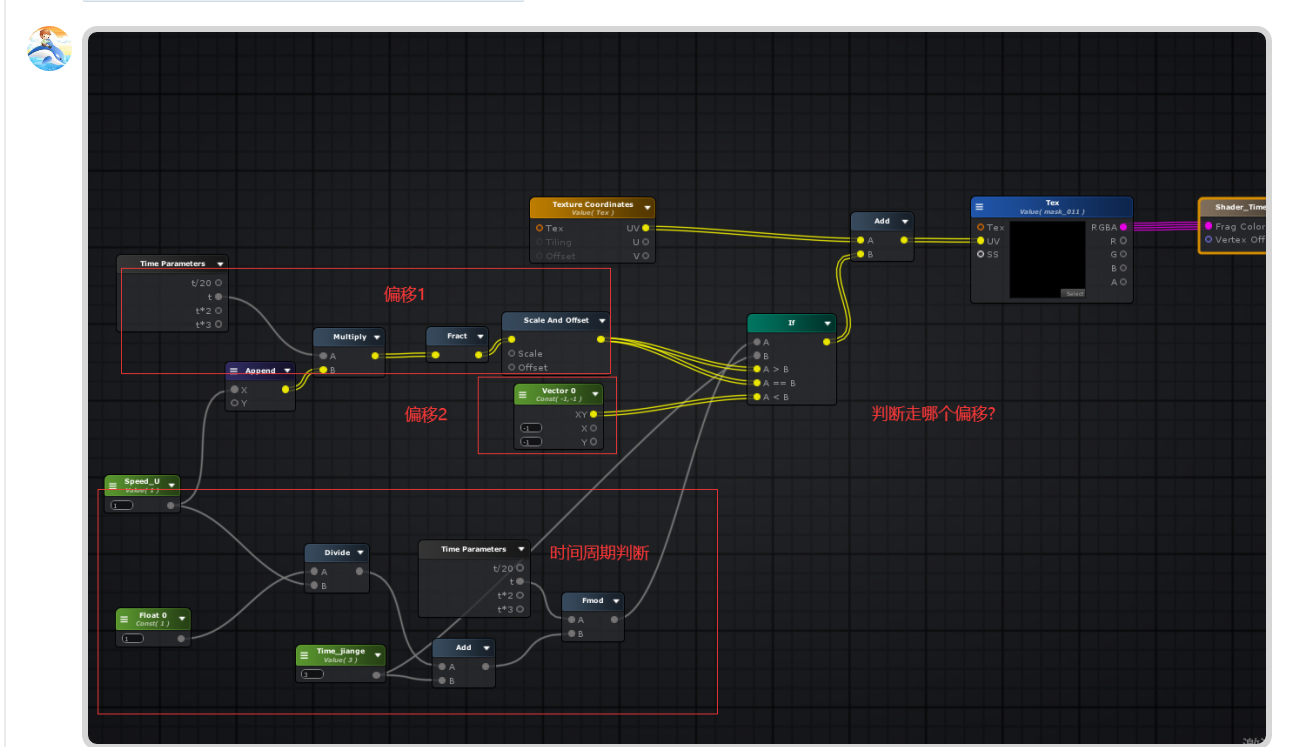 Texture Coordinates
Value( Tex )
Tex
UV
Tiling
U
Offset
V
Add
A
B
Tex
Value( mask_011 )
Tex
RGBA
UV
R
SS
G
B
A
Select
Shader_Time
Frag Color
Vertex Off
Time Parameters
t/20
t
t*2
t*3
偏移1
Multiply
A
B
Fract
Scale And Offset
Scale
Offset
If
A
B
A > B
A == B
A < B
Append
X
Y
偏移2
Vector 0
Const( -1,-1 )
XY
-1
X
-1
Y
判断走哪个偏移?
Speed_U
Value( 1 )
1
Divide
A
B
Time Parameters
t/20
t
t*2
t*3
时间周期判断
Fmod
A
B
Float 0
Const( 1 )
1
Time_jiange
Value( 3 )
3
Add
A
B